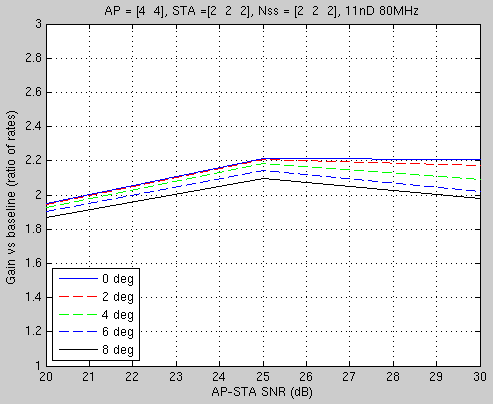 AP = [4 4], STA =[2 2 2], Nss = [2 2 2], 11nD 80MHz
3
2.8
2.6
2.4
2.2
2
1.8
1.6
1.4
1.2
1
Gain vs baseline (ratio of rates)
0 deg
2 deg
4 deg
6 deg
8 deg
20 21 22 23 24 25 26 27 28 29 30
AP-STA SNR (dB)